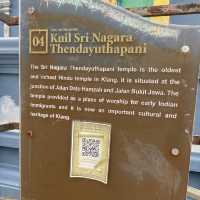 04
Kuil Sri Nagara
Thendayuthapani
The Sri Nagara Thendayuthapani temple is the oldest
and richest Hindu temple in Klang. It is situated at the
junction of Jalan Dato Hamzah and Jalan Bukit Jawa. The
temple provided as a place of worship for early Indian
immigrants and it is now an important cultural and
heritage of Klang.